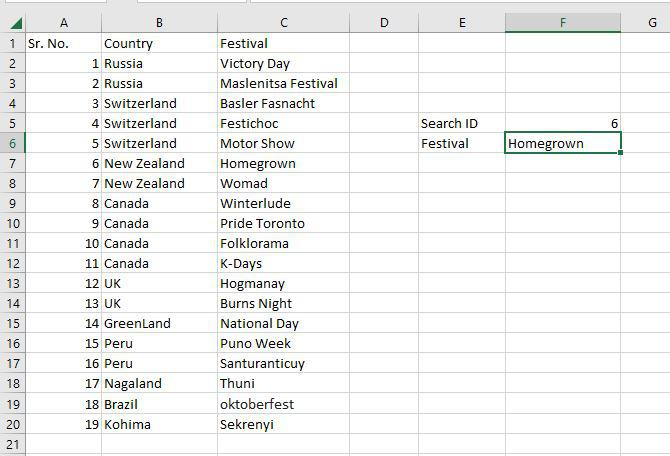 A B C D E F G
1 Sr. No. Country Festival
2 1 Russia Victory Day
3 2 Russia Maslenitsa Festival
4 3 Switzerland Basler Fasnacht
5 4 Switzerland Festichoc Search ID 6
6 5 Switzerland Motor Show Festival Homegrown
7 6 New Zealand Homegrown
8 7 New Zealand Womad
9 8 Canada Winterlude
10 9 Canada Pride Toronto
11 10 Canada Folklorama
12 11 Canada K-Days
13 12 UK Hogmanay
14 13 UK Burns Night
15 14 GreenLand National Day
16 15 Peru Puno Week
17 16 Peru Santuranticuy
18 17 Nagaland Thuni
19 18 Brazil oktoberfest
20 19 Kohima Sekrenyi
21